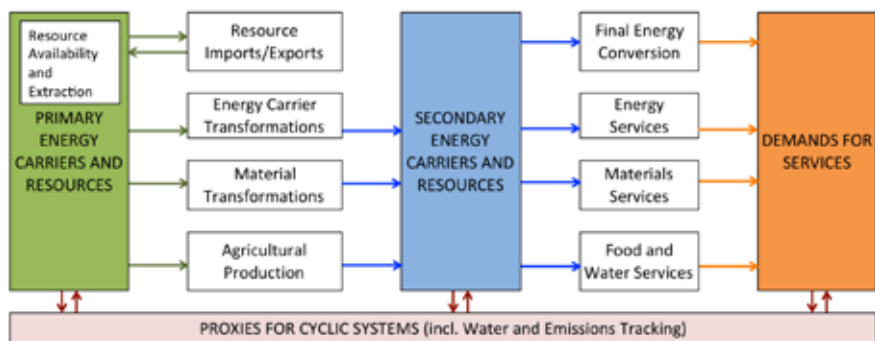 Resource
Availability
and
Extraction
PRIMARY
ENERGY
CARRIERS AND
RESOURCES
Resource
Imports/Exports
Energy Carrier
Transformations
Material
Transformations
Agricultural
Production
SECONDARY
ENERGY
CARRIERS AND
RESOURCES
Final Energy
Conversion
Energy
Services
Materials
Services
Food and
Water Services
DEMANDS FOR
SERVICES
PROXIES FOR CYCLIC SYSTEMS (incl. Water and Emissions Tracking)